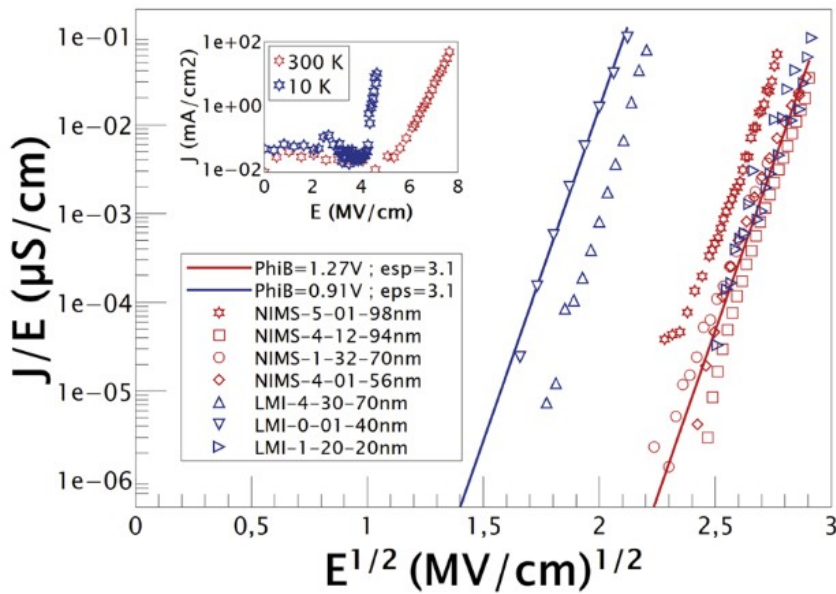 J/E (µS/cm)
1e-01
1e-02
1e-03
1e-04
1e-05
1e-06
J (mA/cm2)
1e+02
1e+00
1e-02
300 K
10 K
0 2 4 6 8
E (MV/cm)
PhiB=1.27V ; esp=3.1
PhiB=0.91V ; eps=3.1
NIMS-5-01-98nm
NIMS-4-12-94nm
NIMS-1-32-70nm
NIMS-4-01-56nm
LMI-4-30-70nm
LMI-0-01-40nm
LMI-1-20-20nm
0 0,5 1 1,5 2 2,5 3
E^1/2 (MV/cm)^1/2